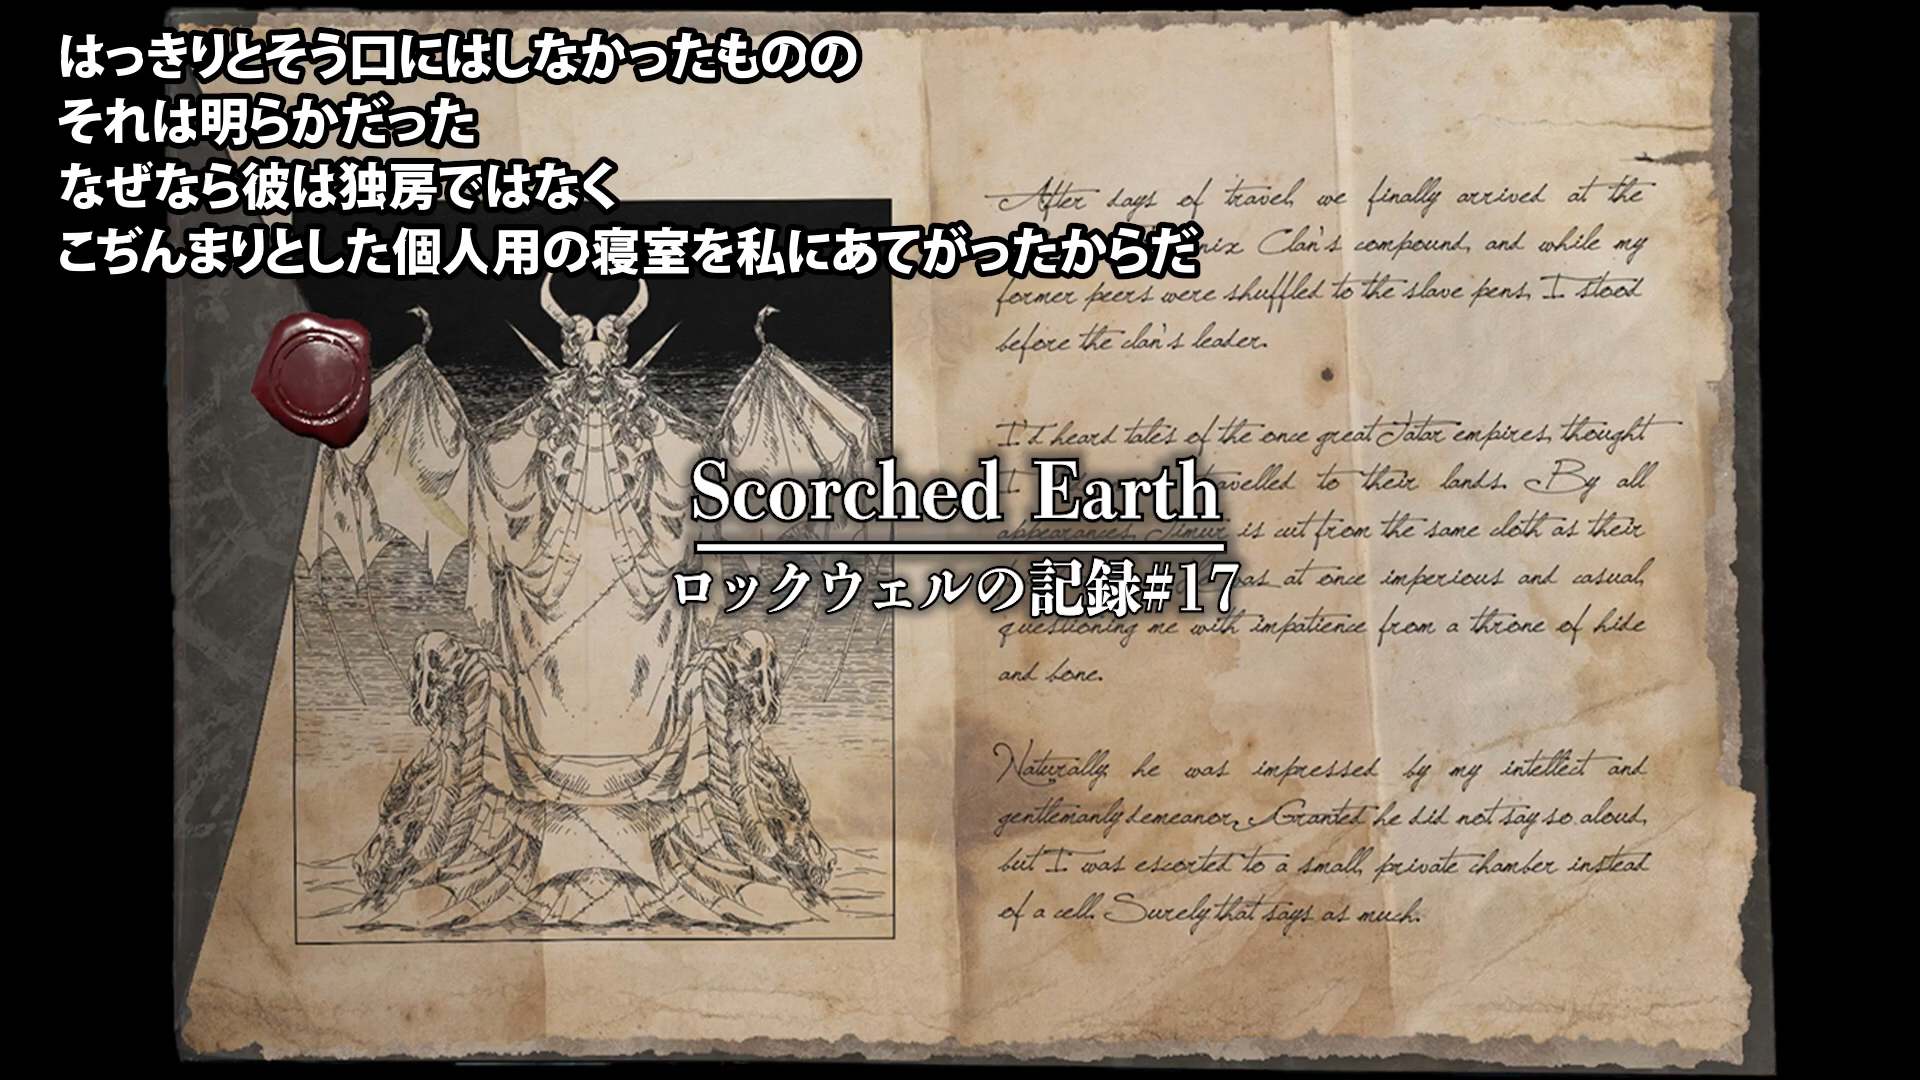 はっきりとそう口にはしなかったものの
それは明らかだった
なぜなら彼は独房ではなく
こぢんまりとした個人用の寝室を私にあてがったからだ
Scorched Earth
ロックウェルの記録#17
After days of travel, we finally arrived at the
nix Clan's compound, and while my
former peers were shuffled to the slave pens, I stood
before the clan's leader.
I'd heard tales of the once great Tatar empires, thought
I travelled to their lands. By all
appearances, Timur is cut from the same cloth as their
was at once imperious and casual,
questioning me with impatience from a throne of hide
and bone.
Naturally, he was impressed by my intellect and
gentlemanly demeanor. Granted he did not say so aloud,
but I was escorted to a small, private chamber instead
of a cell. Surely that says as much.